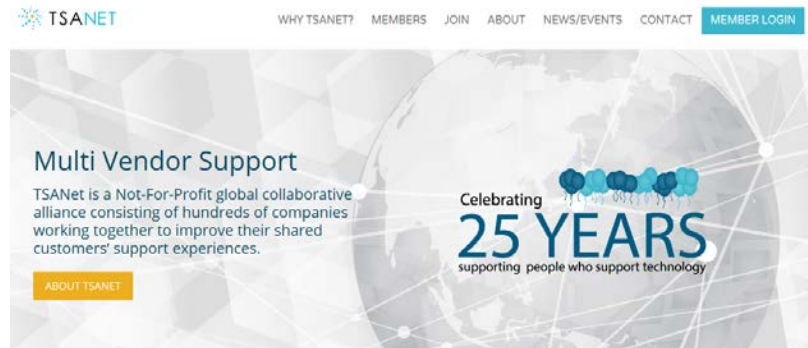 TSANET
WHY TSANET? MEMBERS JOIN ABOUT NEWS/EVENTS CONTACT MEMBER LOGIN
Multi Vendor Support
TSANet is a Not-For-Profit global collaborative
alliance consisting of hundreds of companies
working together to improve their shared
customers' support experiences.
ABOUT TSANET
Celebrating
25 YEARS
supporting people who support technology